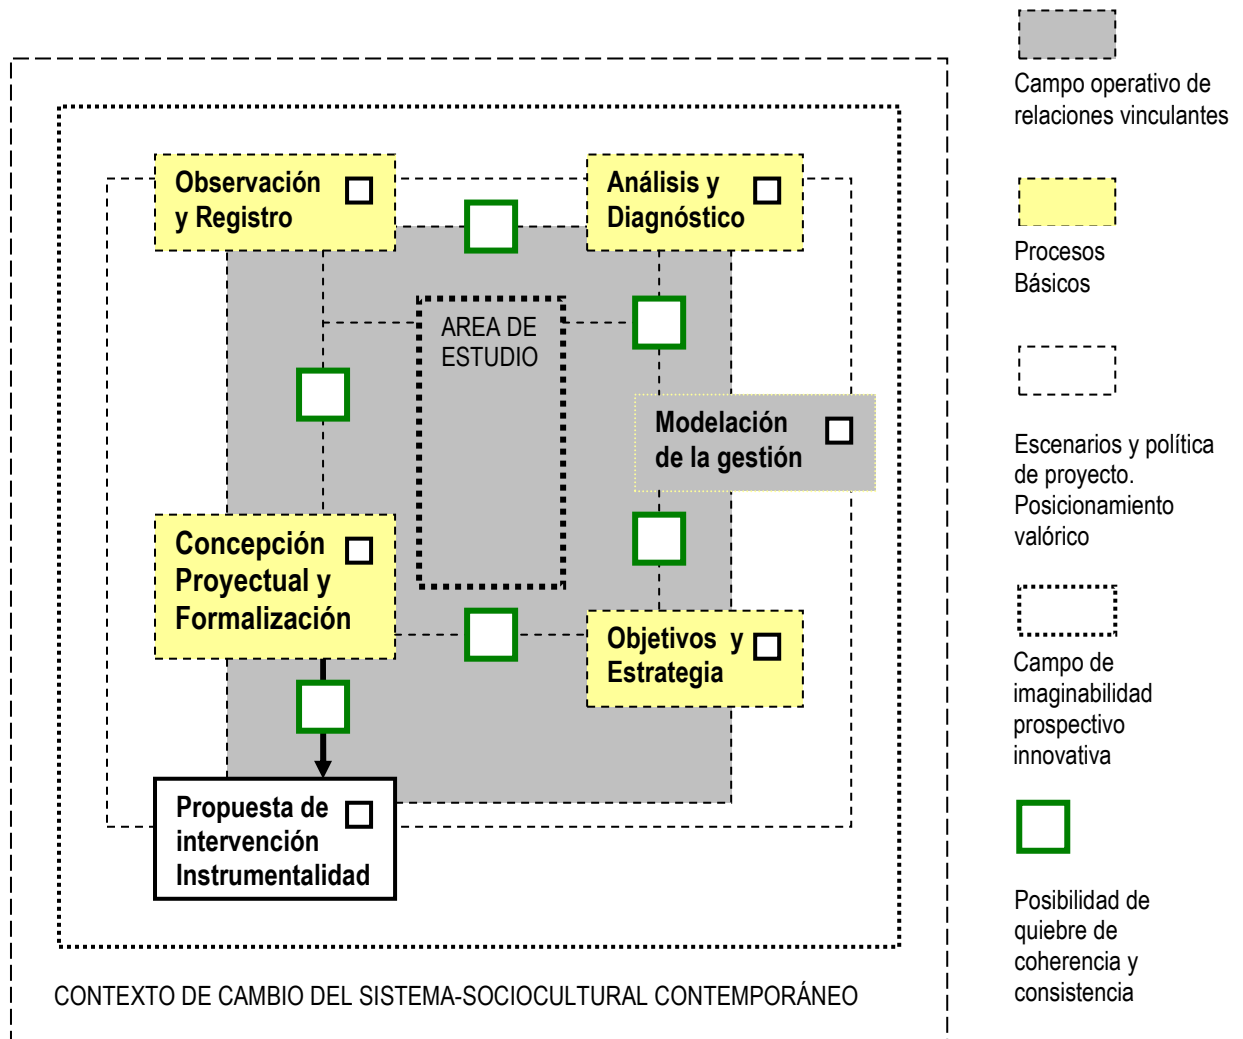 Observación
y Registro
Análisis y
Diagnóstico
AREA DE
ESTUDIO
Modelación
de la gestión
Concepción
Proyectual y
Formalización
Objetivos y
Estrategia
Propuesta de
intervención
Instrumentalidad
CONTEXTO DE CAMBIO DEL SISTEMA-SOCIOCULTURAL CONTEMPORÁNEO
Campo operativo de
relaciones vinculantes
Procesos
Básicos
Escenarios y política
de proyecto.
Posicionamiento
valórico
Campo de
imaginabilidad
prospectivo
innovativa
Posibilidad de
quiebre de
coherencia y
consistencia